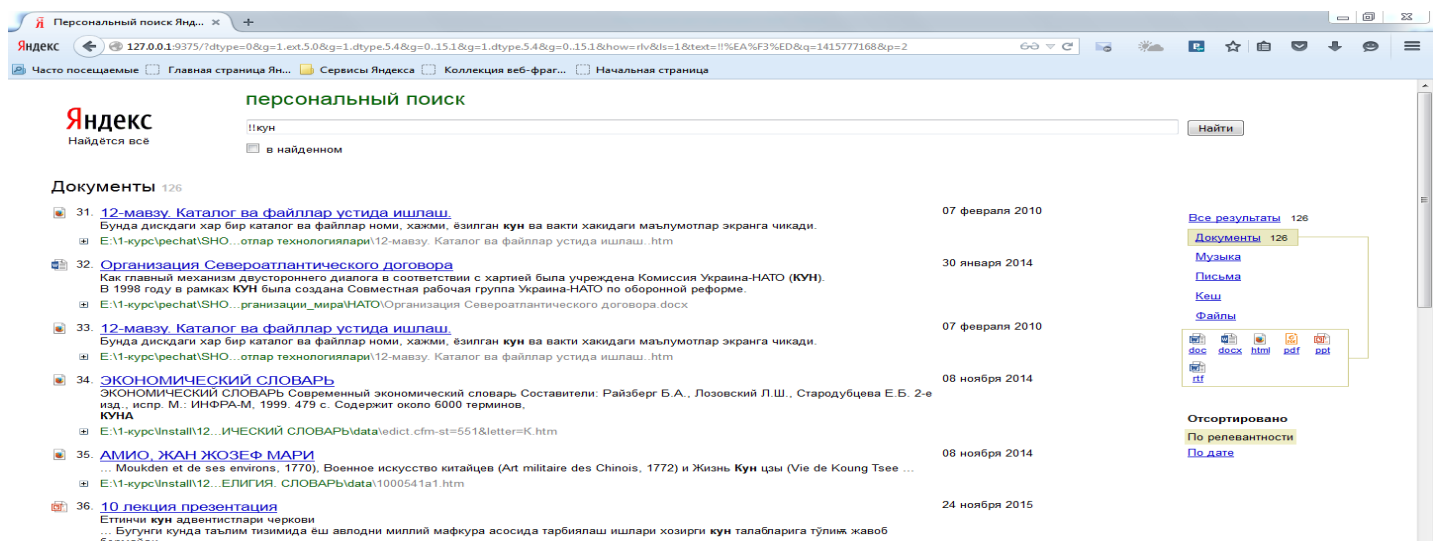 Персональный поиск Янд... × +
Яндекс 127.0.0.1:9375/?dtype=0&g=1.ext.5.0&g=1.dtype.5.4&g=0..15.1&g=1.dtype.5.4&g=0..15.1&how=rlv&ls=1&text=!!%EA%F3%ED&q=1415777168&p=2
Часто посещаемые Главная страница Ян... Сервисы Яндекса Коллекция веб-фраг... Начальная страница
Яндекс
Найдётся всё
персональный поиск
!!кун
Найти
в найденном
Документы 126
31. 12-мавзу. Каталог ва файллар устида ишлаш.
07 февраля 2010
Бунда дискдаги хар бир каталог ва файллар номи, хажми, ёзилган кун ва вакти хакидаги маълумотлар экранга чикади.
E:\1-курс\pechat\SHO...отлар технологиялари\12-мавзу. Каталог ва файллар устида ишлаш..htm
32. Организация Североатлантического договора
30 января 2014
Как главный механизм двустороннего диалога в соответствии с хартией была учреждена Комиссия Украина-НАТО (КУН).
В 1998 году в рамках КУН была создана Совместная рабочая группа Украина-НАТО по оборонной реформе.
E:\1-курс\pechat\SHO...рганизации_мира\НАТО\Организация Североатлантического договора.docx
33. 12-мавзу. Каталог ва файллар устида ишлаш.
07 февраля 2010
Бунда дискдаги хар бир каталог ва файллар номи, хажми, ёзилган кун ва вакти хакидаги маълумотлар экранга чикади.
E:\1-курс\pechat\SHO...отлар технологиялари\12-мавзу. Каталог ва файллар устида ишлаш..htm
34. ЭКОНОМИЧЕСКИЙ СЛОВАРЬ
08 ноября 2014
ЭКОНОМИЧЕСКИЙ СЛОВАРЬ Современный экономический словарь Составители: Райзберг Б.А., Лозовский Л.Ш., Стародубцева Е.Б. 2-е
изд., испр. М.: ИНФРА-М, 1999. 479 с. Содержит около 6000 терминов,
КУНА
E:\1-курс\Install\12...ИЧЕСКИЙ СЛОВАРЬ\data\edict.cfm-st=551&letter=K.htm
35. АМИО, ЖАН ЖОЗЕФ МАРИ
08 ноября 2014
... Moukden et de ses environs, 1770), Военное искусство китайцев (Art militaire des Chinois, 1772) и Жизнь Кун цзы (Vie de Koung Tsee ...
E:\1-курс\Install\12...ЕЛИГИЯ. СЛОВАРЬ\data\1000541a1.htm
36. 10 лекция презентация
24 ноября 2015
Еттинчи кун адвентистлари черкови
... Бугунги кунда таълим тизимида ёш авлодни миллий мафкура асосида тарбиялаш ишлари хозирги кун талабларига тўлиқ жавоб
Все результаты 126
Документы 126
Музыка
Письма
Кеш
Файлы
doc docx html pdf ppt
rtf
Отсортировано
По релевантности
По дате